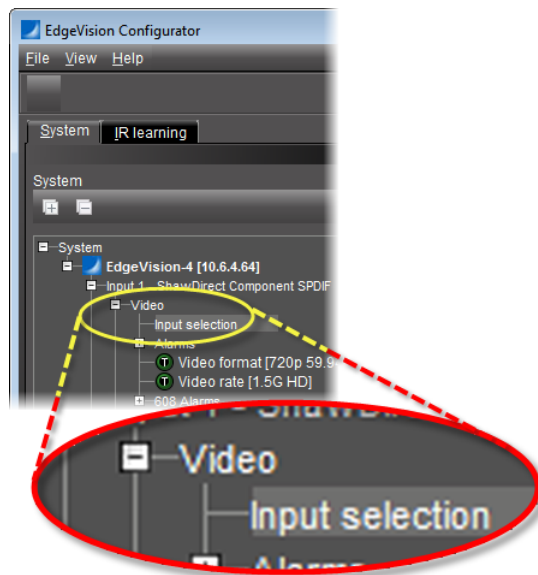 EdgeVision Configurator
File View Help
System IR learning
System
System
EdgeVision-4 [10.6.4.64]
Input 1 - ShawDirect Component SPDIF
Video
Input selection
Alarms
Video format [720p 59.9
Video rate [1.5G HD]
608 Alarms
ShawDir
Video
Input selection
Alarms